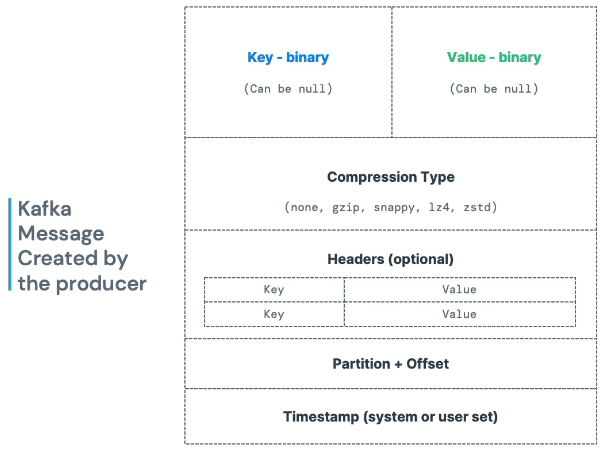 Kafka
Message
Created by
the producer
Key - binary
(Can be null)
Value - binary
(Can be null)
Compression Type
(none, gzip, snappy, lz4, zstd)
Headers (optional)
Key Value
Key Value
Partition + Offset
Timestamp (system or user set)